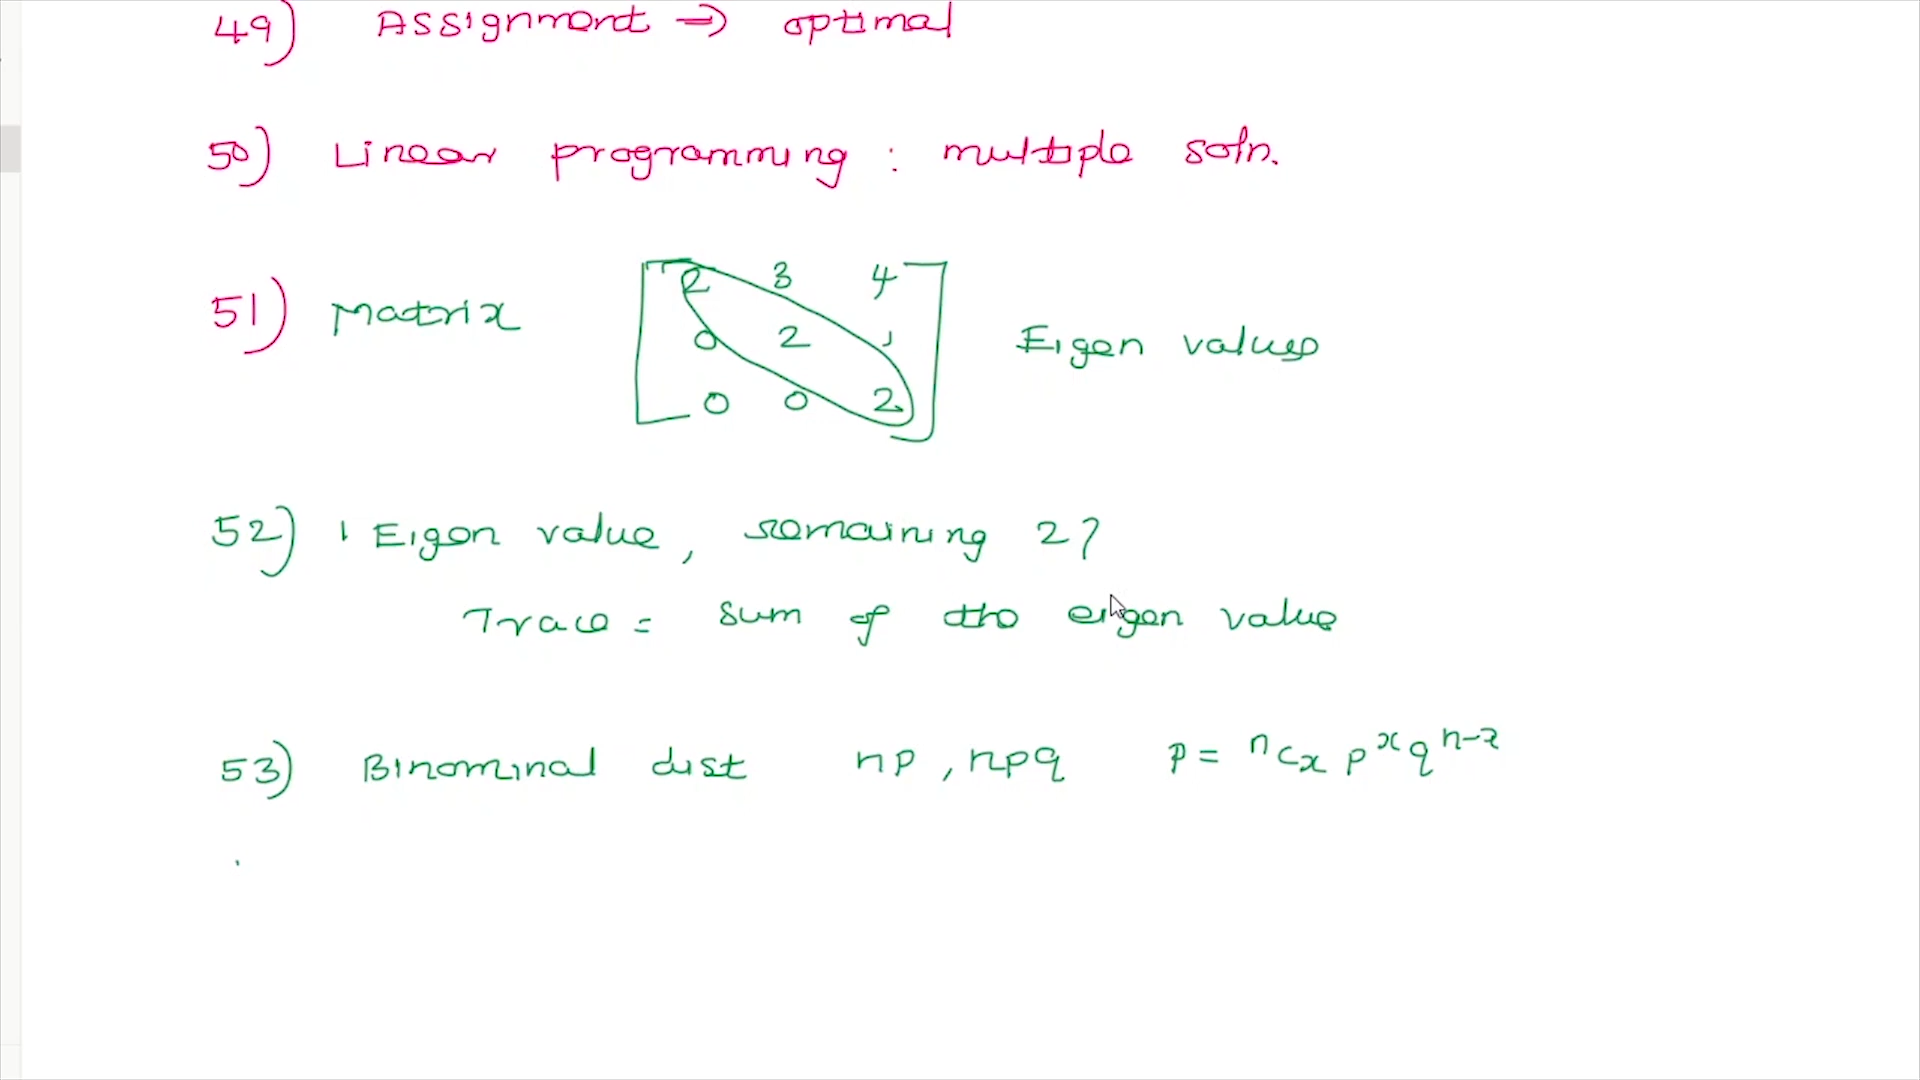 49) Assignment ⇒ optimal
50) Linear programming : multiple soln.
51) Matrix [ 2 3 4 Eigen values
0 2 1
0 0 2 ]
52) 1 Eigen value, remaining 2?
Trace = sum of the eigen value
53) Binominal dist np, npq p = ⁿCₓ pˣ qⁿ⁻ˣ